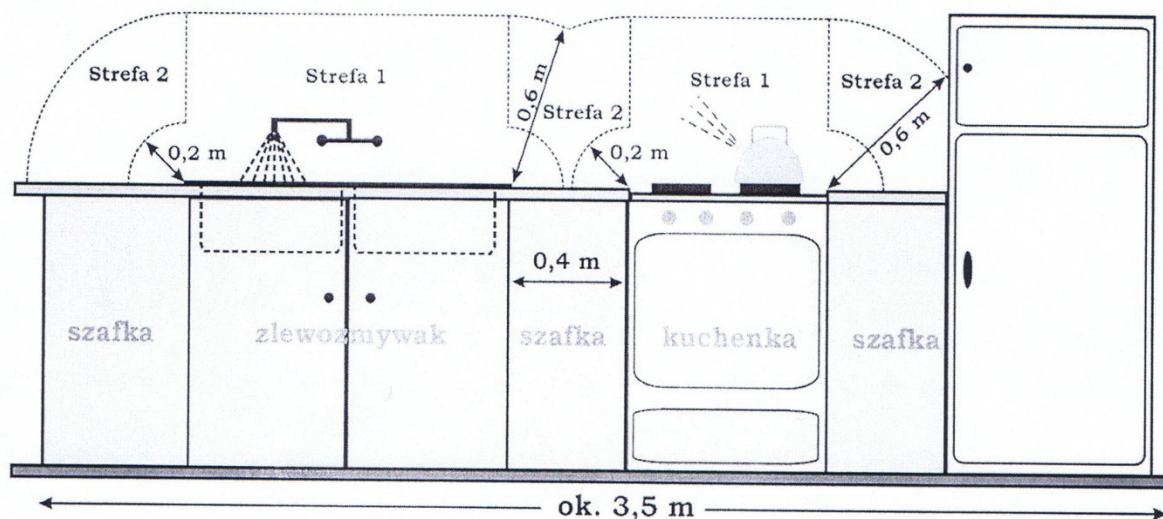 Strefa 2
Strefa 1
0,6 m
Strefa 2
Strefa 1
Strefa 2
0,2 m
0,2 m
0,6 m
0,4 m
szafka
zlewozmywak
szafka
kuchenka
szafka
ok. 3,5 m